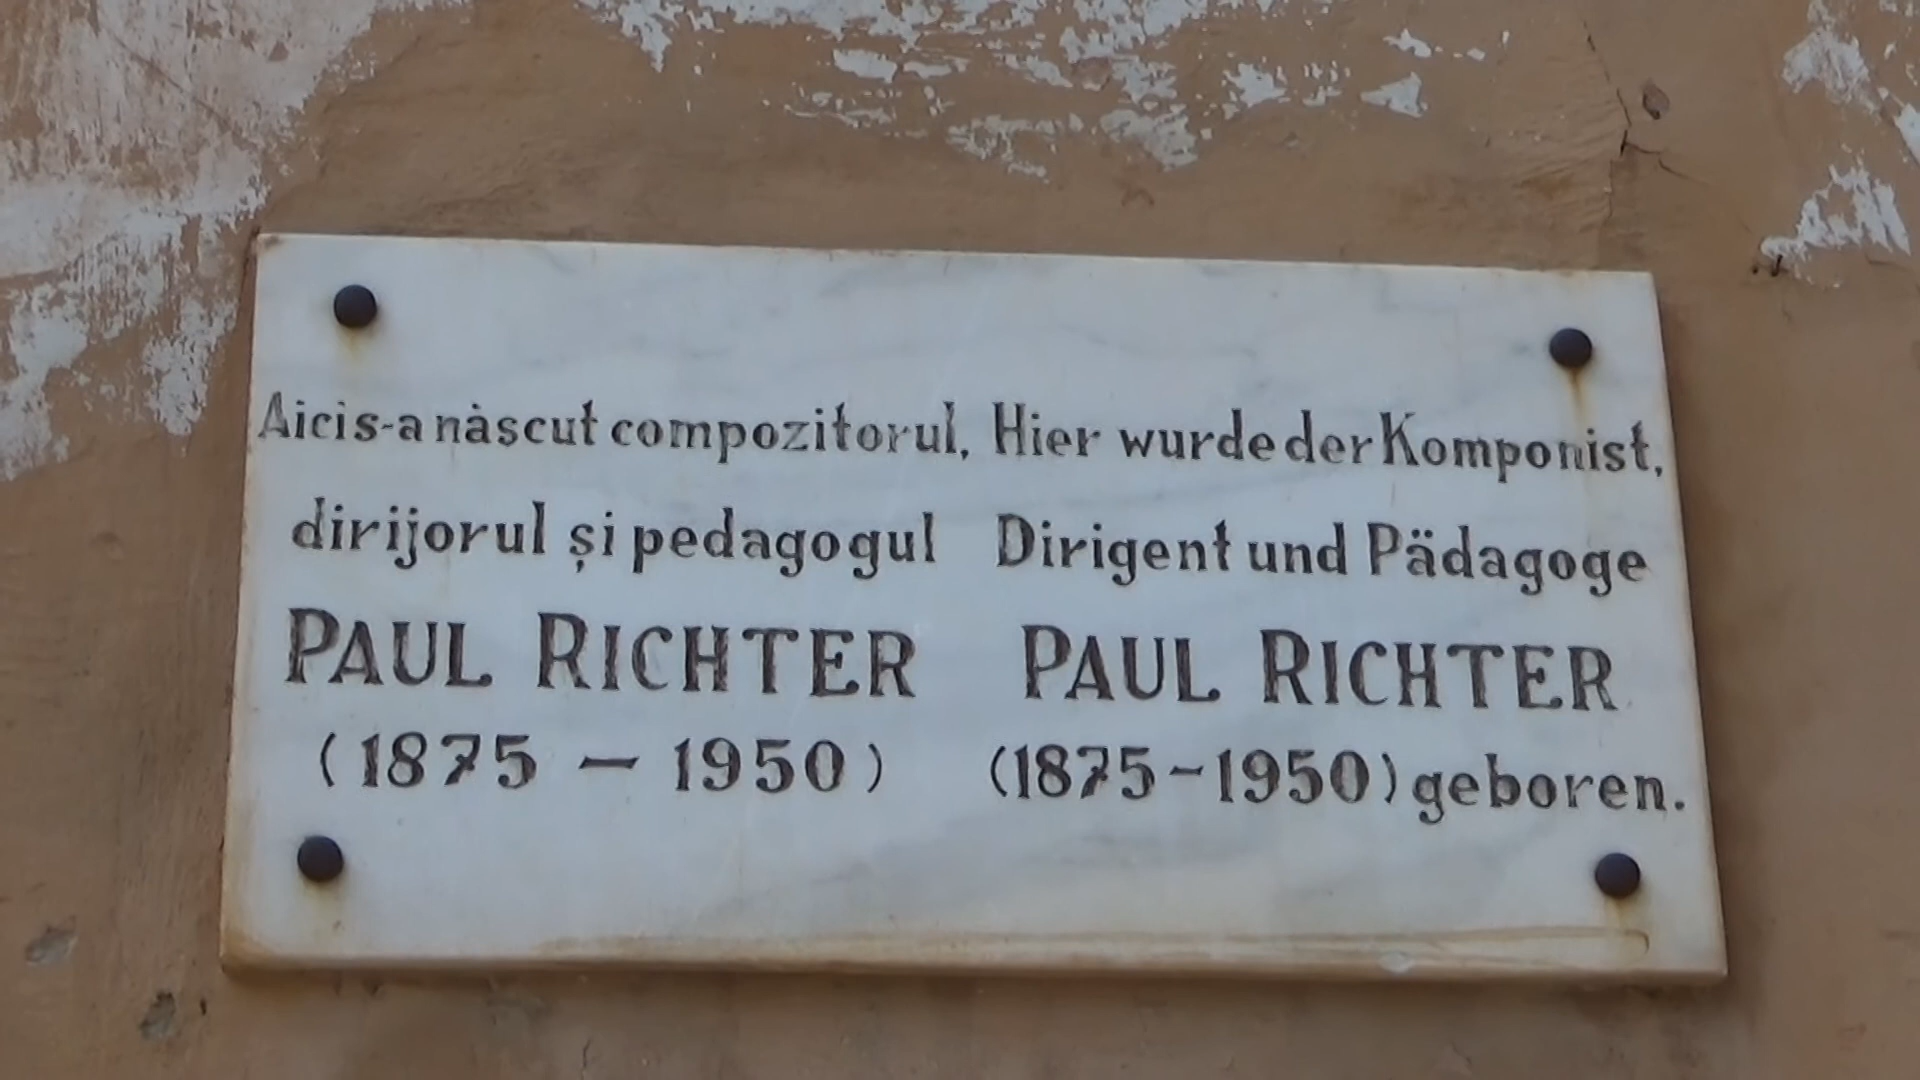 Aici s-a născut compozitorul,
dirijorul și pedagogul
PAUL RICHTER
(1875 – 1950)
Hier wurde der Komponist,
Dirigent und Pädagoge
PAUL RICHTER
(1875-1950) geboren.